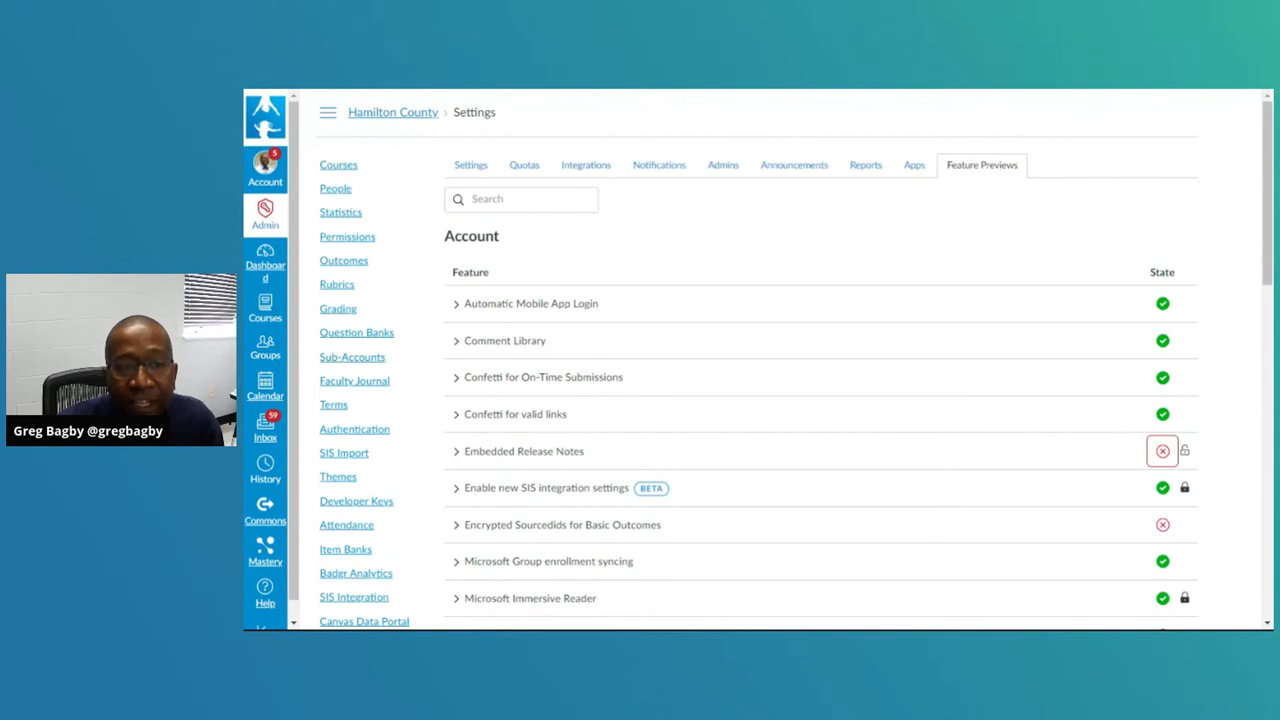 Hamilton County › Settings
5
Account
Admin
Dashboar
d
Courses
Groups
Calendar
59
Inbox
History
Commons
Mastery
Help
Courses
People
Statistics
Permissions
Outcomes
Rubrics
Grading
Question Banks
Sub-Accounts
Faculty Journal
Terms
Authentication
SIS Import
Themes
Developer Keys
Attendance
Item Banks
Badgr Analytics
SIS Integration
Canvas Data Portal
Settings Quotas Integrations Notifications Admins Announcements Reports Apps Feature Previews
Search
Account
Feature State
Automatic Mobile App Login
Comment Library
Confetti for On-Time Submissions
Confetti for valid links
Embedded Release Notes
Enable new SIS integration settings BETA
Encrypted Sourcedids for Basic Outcomes
Microsoft Group enrollment syncing
Microsoft Immersive Reader
Greg Bagby @gregbagby